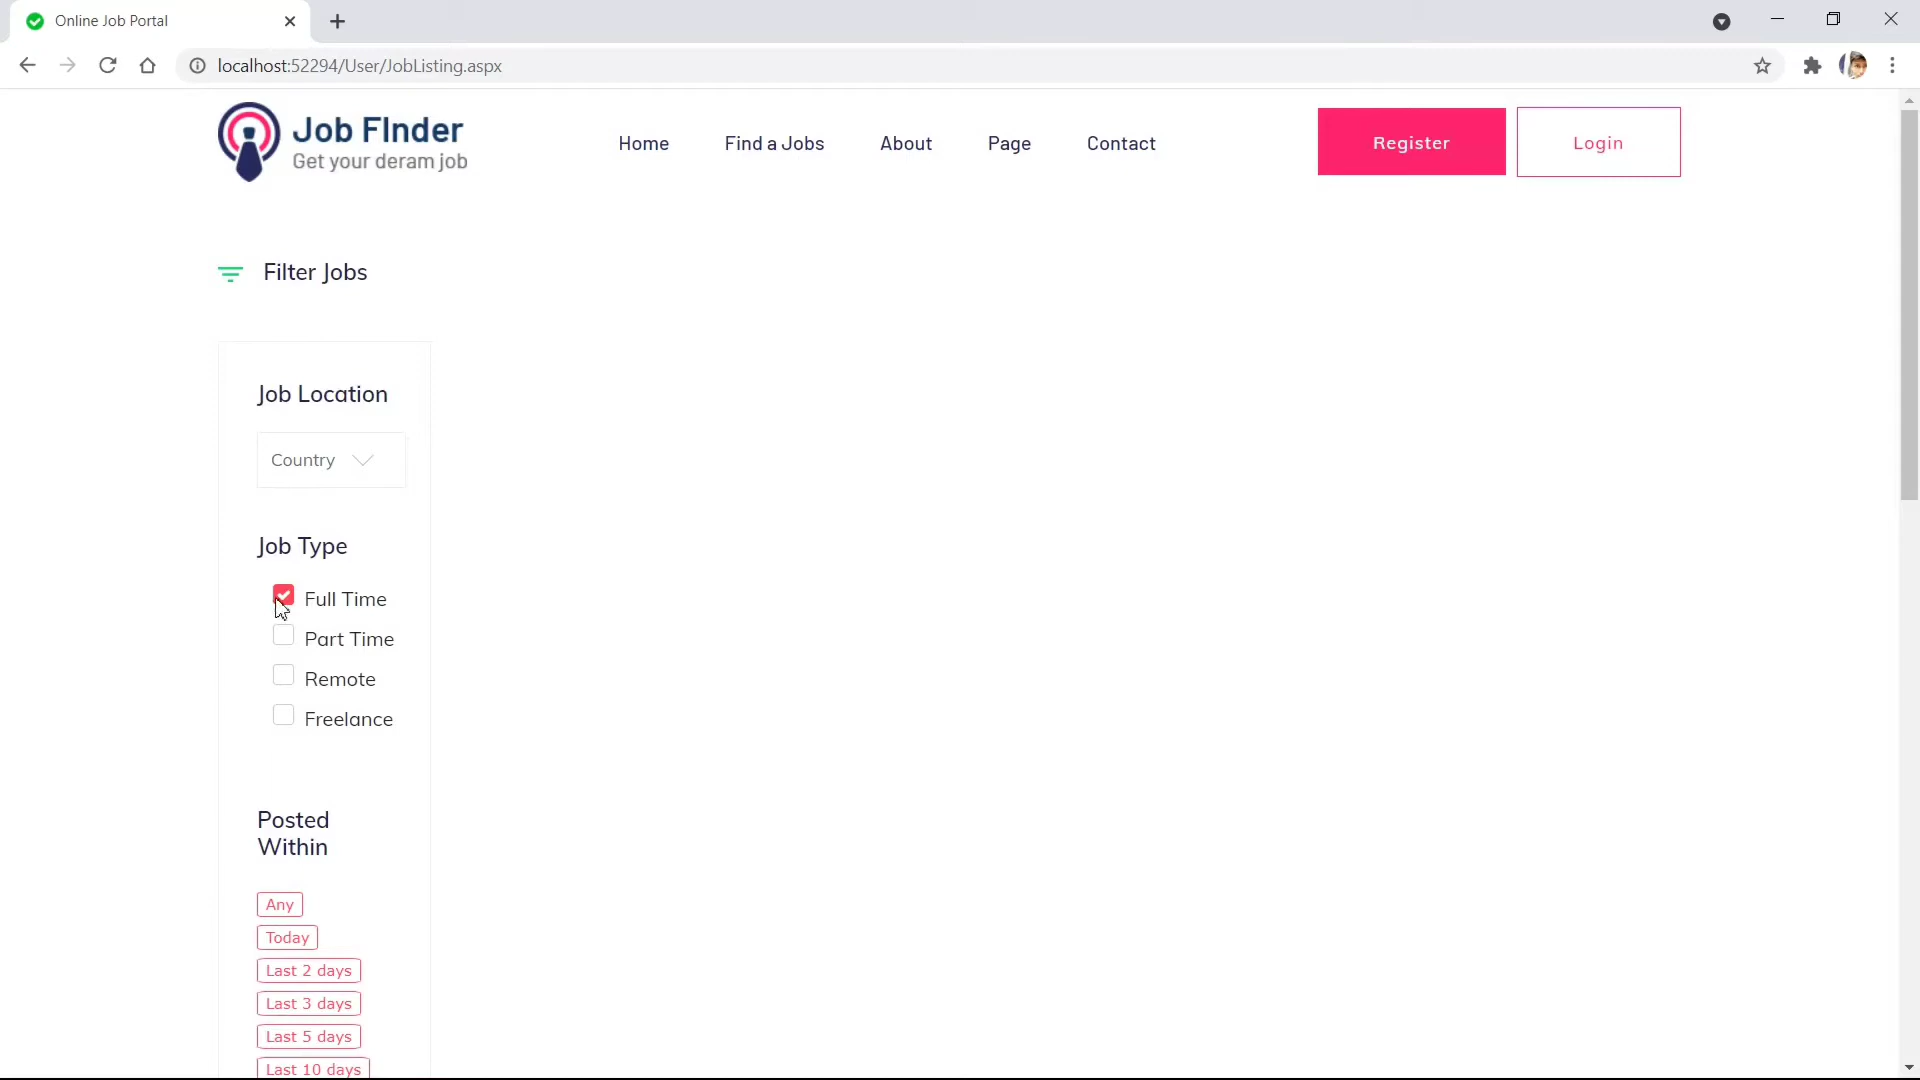 Online Job Portal
localhost:52294/User/JobListing.aspx
Job FInder
Get your deram job
Home
Find a Jobs
About
Page
Contact
Register
Login
Filter Jobs
Job Location
Country
Job Type
Full Time
Part Time
Remote
Freelance
Posted
Within
Any
Today
Last 2 days
Last 3 days
Last 5 days
Last 10 days